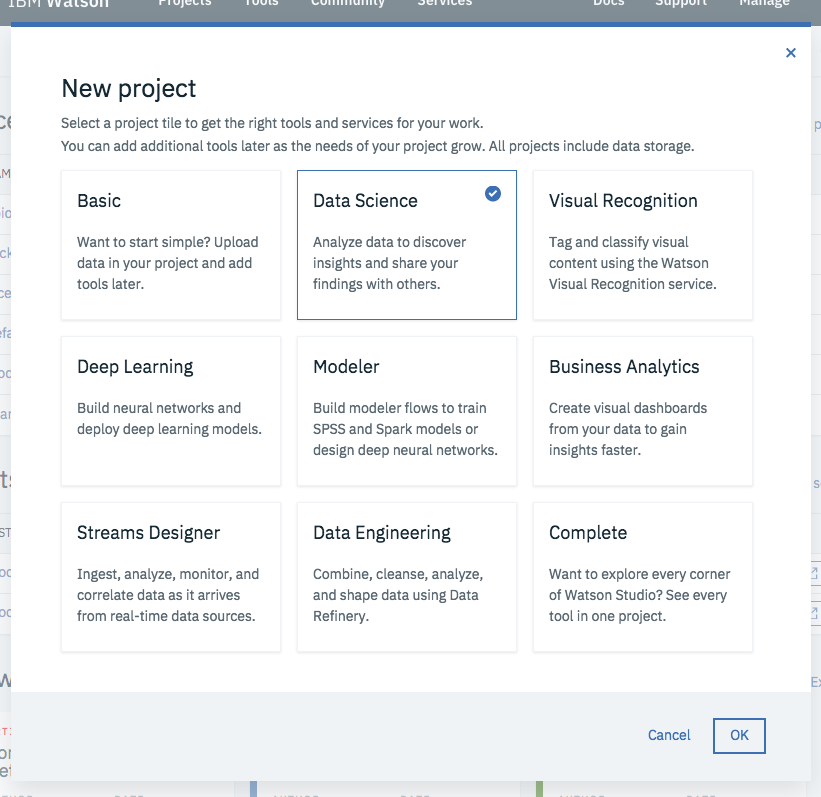 IBM Watson Projects Tools Community Services Docs Support Manage
New project
Select a project tile to get the right tools and services for your work.
You can add additional tools later as the needs of your project grow. All projects include data storage.
Basic
Want to start simple? Upload
data in your project and add
tools later.
Data Science
Analyze data to discover
insights and share your
findings with others.
Visual Recognition
Tag and classify visual
content using the Watson
Visual Recognition service.
Deep Learning
Build neural networks and
deploy deep learning models.
Modeler
Build modeler flows to train
SPSS and Spark models or
design deep neural networks.
Business Analytics
Create visual dashboards
from your data to gain
insights faster.
Streams Designer
Ingest, analyze, monitor, and
correlate data as it arrives
from real-time data sources.
Data Engineering
Combine, cleanse, analyze,
and shape data using Data
Refinery.
Complete
Want to explore every corner
of Watson Studio? See every
tool in one project.
Cancel
OK